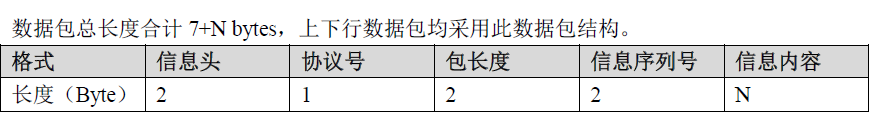 数据包总长度合计 7+N bytes，上下行数据包均采用此数据包结构。
格式 信息头 协议号 包长度 信息序列号 信息内容
长度（Byte） 2 1 2 2 N